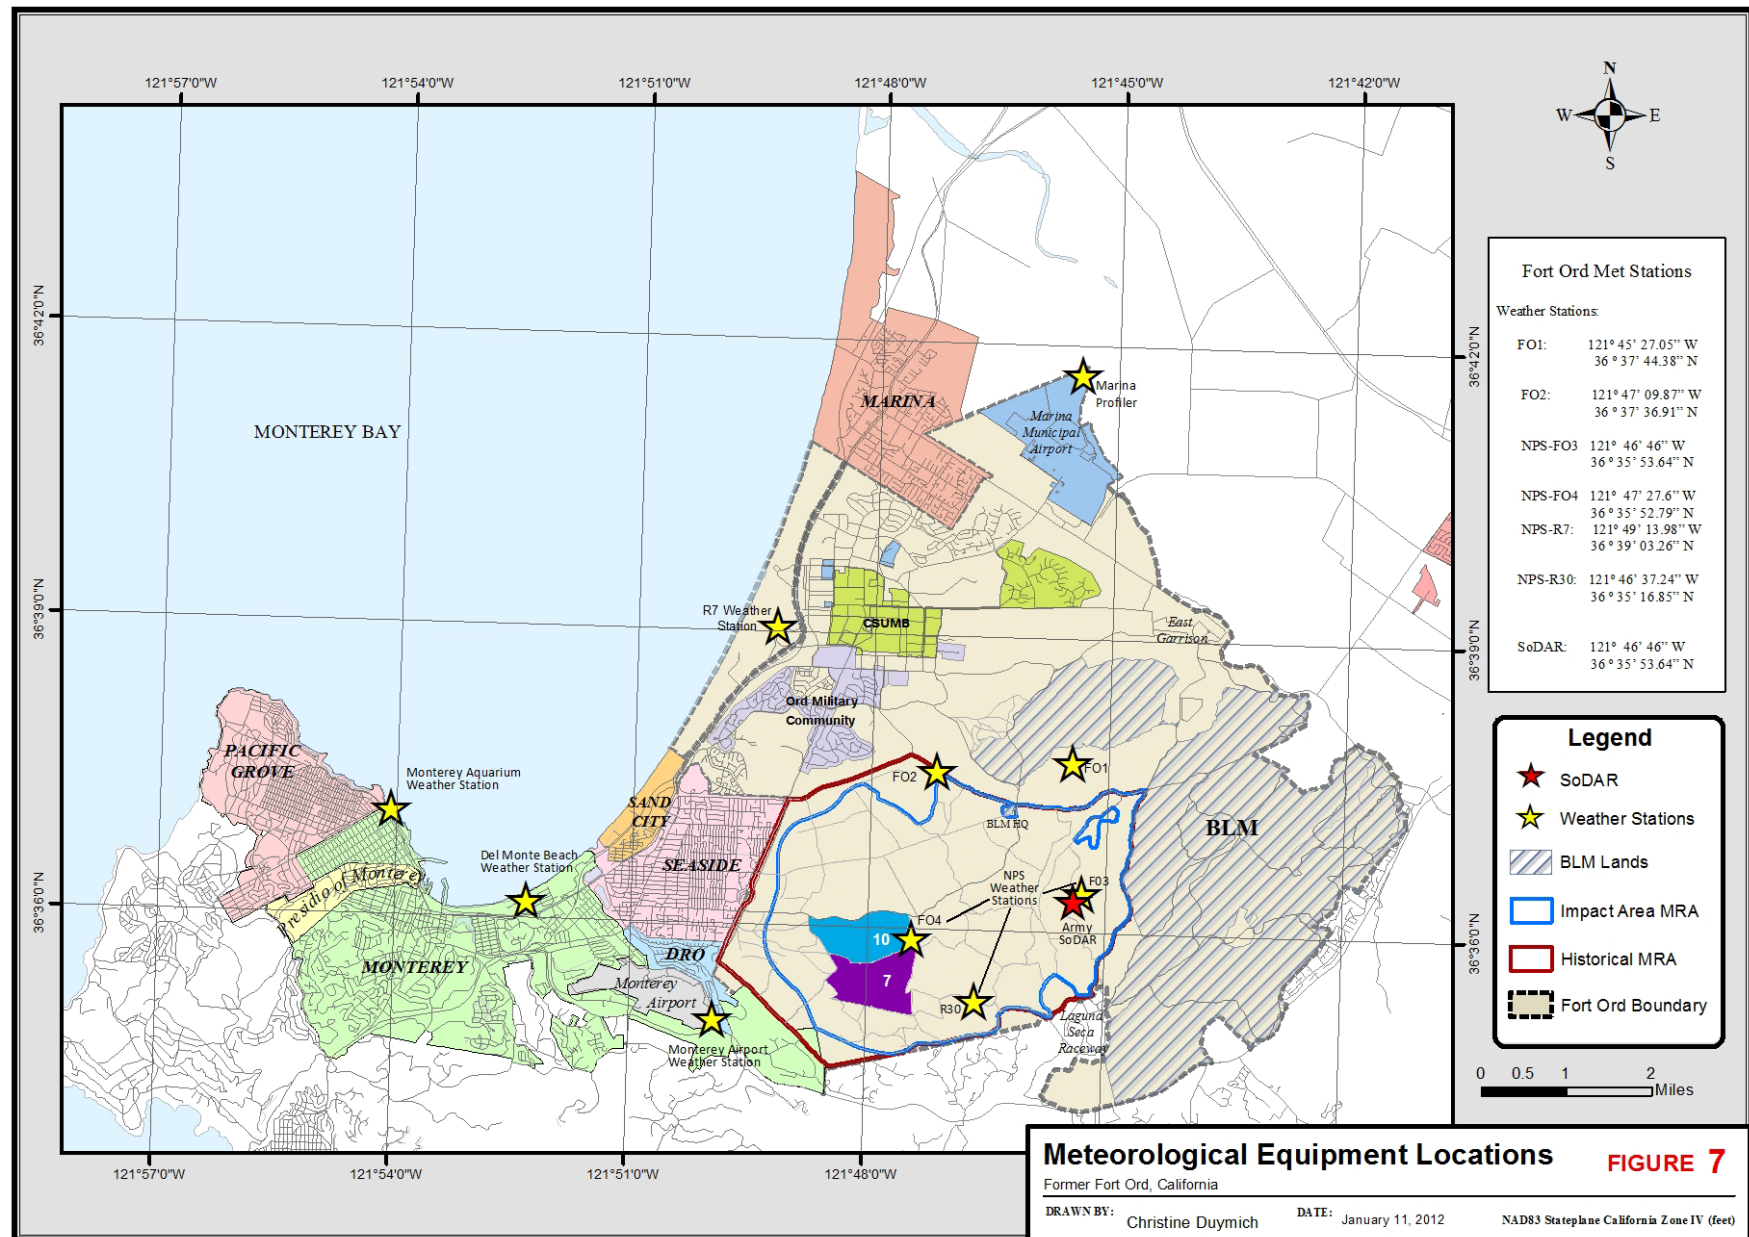 121°57'0"W
121°54'0"W
121°51'0"W
121°48'0"W
121°45'0"W
121°42'0"W
N
W
E
S
36°42'0"N
36°39'0"N
36°36'0"N
36°42'0"N
36°39'0"N
36°36'0"N
MONTEREY BAY
MARINA
Marina
Profiler
Marina
Municipal
Airport
R7 Weather
Station
CSUMB
East
Garrison
Ord Military
Community
PACIFIC
GROVE
Monterey Aquarium
Weather Station
SAND
CITY
FO2
FO1
BLM HQ
BLM
Del Monte Beach
Weather Station
SEASIDE
Presidio of Monterey
NPS
Weather
Stations
F03
FO4
Army
SoDAR
10
7
MONTEREY
DRO
Monterey
Airport
R30
Laguna
Seca
Raceway
Monterey Airport
Weather Station
121°57'0"W
121°54'0"W
121°51'0"W
121°48'0"W
Fort Ord Met Stations
Weather Stations:
FO1: 121° 45' 27.05" W
36 ° 37' 44.38" N
FO2: 121° 47' 09.87" W
36 ° 37' 36.91" N
NPS-FO3 121° 46' 46" W
36 ° 35' 53.64" N
NPS-FO4 121° 47' 27.6" W
36 ° 35' 52.79" N
NPS-R7: 121° 49' 13.98" W
36 ° 39' 03.26" N
NPS-R30: 121° 46' 37.24" W
36 ° 35' 16.85" N
SoDAR: 121° 46' 46" W
36 ° 35' 53.64" N
Legend
SoDAR
Weather Stations
BLM Lands
Impact Area MRA
Historical MRA
Fort Ord Boundary
0 0.5 1 2
Miles
Meteorological Equipment Locations FIGURE 7
Former Fort Ord, California
DRAWN BY: Christine Duymich DATE: January 11, 2012 NAD83 Stateplane California Zone IV (feet)